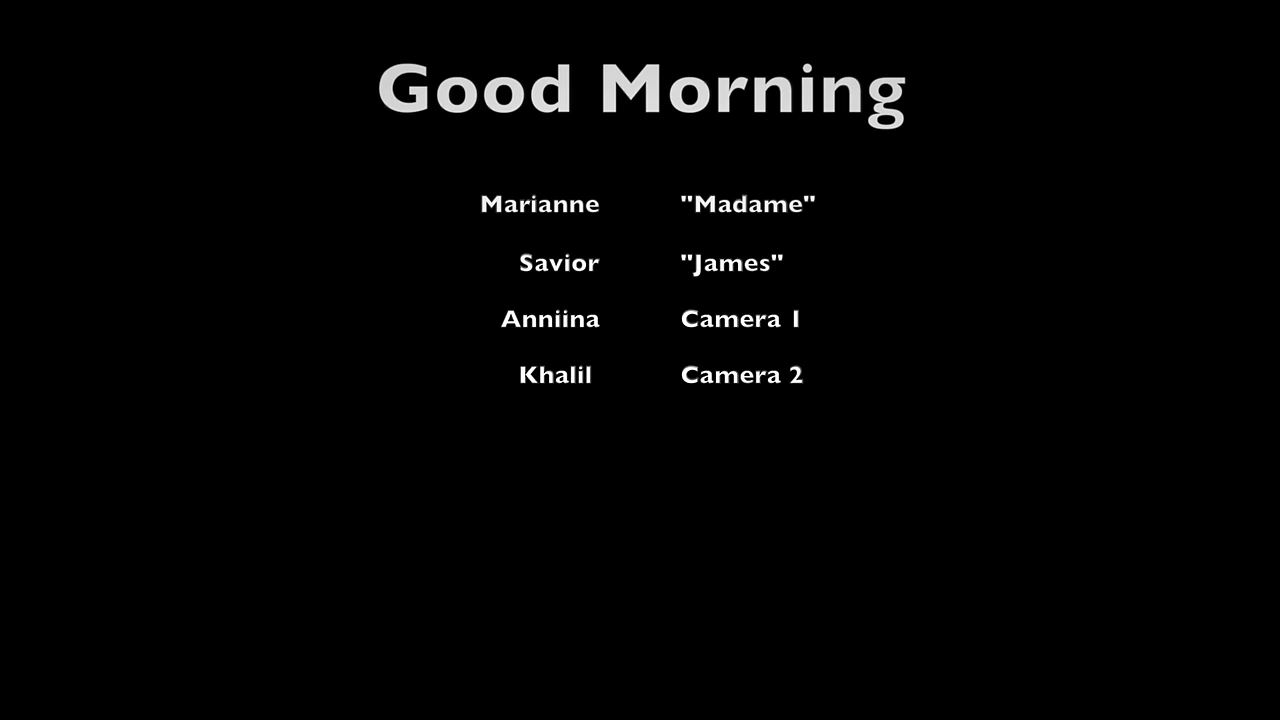 Good Morning
Marianne "Madame"
Savior "James"
Anniina Camera 1
Khalil Camera 2